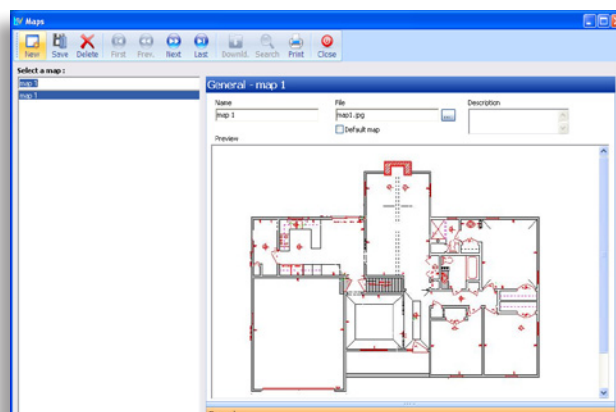 Maps
New Save Delete First Prev. Next Last Downld. Search Print Close
Select a map :
map 1
map 1
General - map 1
Name File Description
map 1 map1.jpg ...
Default map
Preview